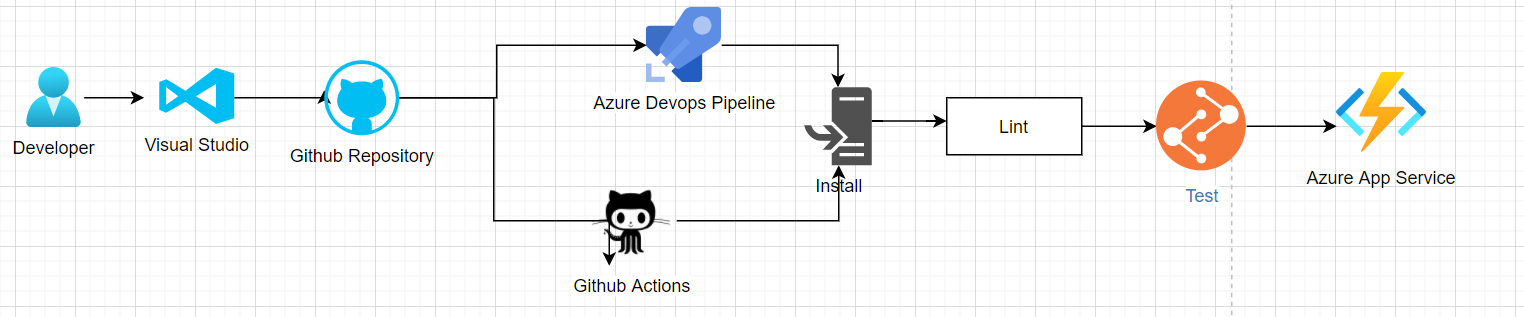 Developer
Visual Studio
Github Repository
Azure Devops Pipeline
Github Actions
Install
Lint
Test
Azure App Service